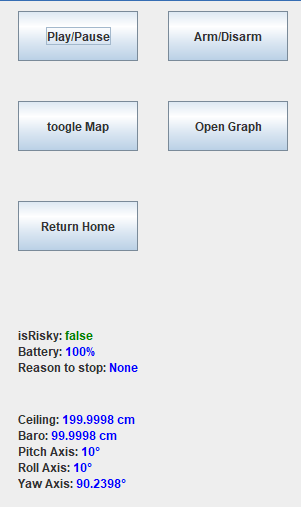 Play/Pause Arm/Disarm
toogle Map Open Graph
Return Home
isRisky: false
Battery: 100%
Reason to stop: None
Ceiling: 199.9998 cm
Baro: 99.9998 cm
Pitch Axis: 10°
Roll Axis: 10°
Yaw Axis: 90.2398°